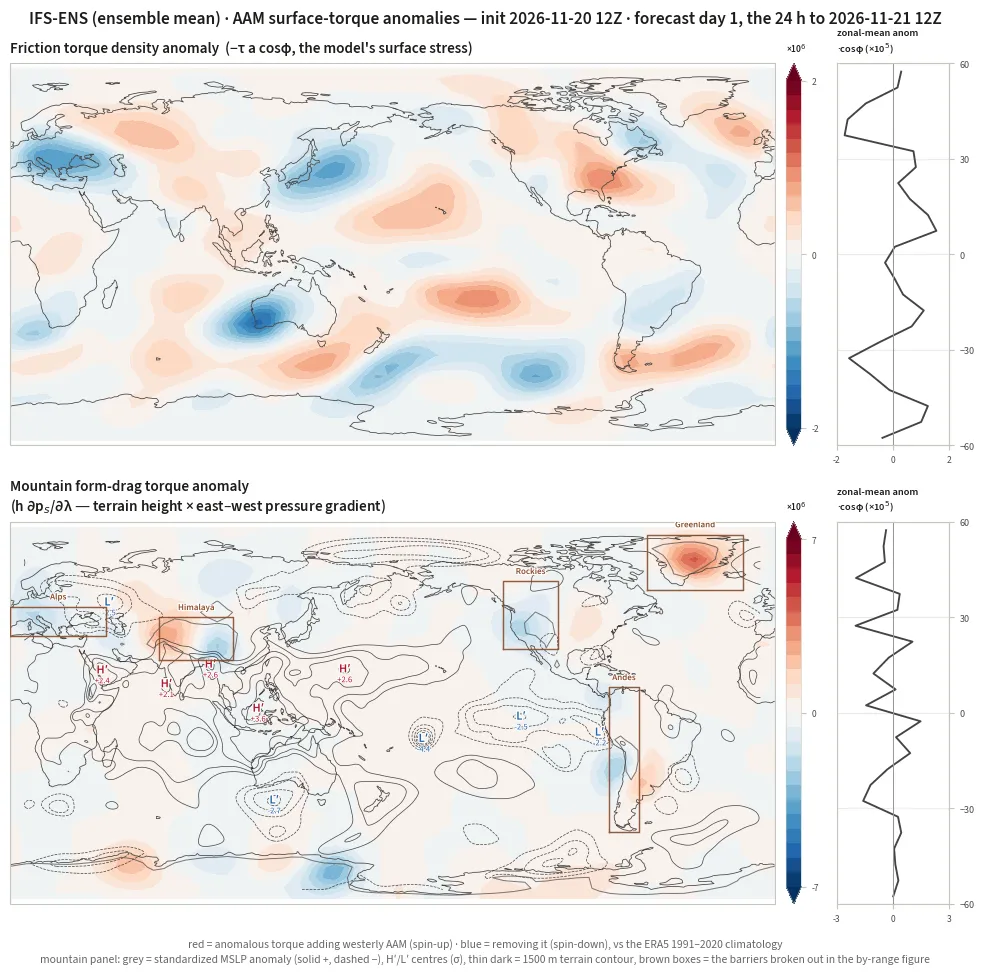 IFS-ENS (ensemble mean) · AAM surface-torque anomalies — init 2026-11-20 12Z · forecast day 1, the 24 h to 2026-11-21 12Z
Friction torque density anomaly (−τ a cosφ, the model's surface stress)
×10⁶
zonal-mean anom
·cosφ (×10⁵)
2
0
-2
60
30
0
−30
−60
-2
0
2
Mountain form-drag torque anomaly
(h ∂pₛ/∂λ — terrain height × east–west pressure gradient)
×10⁶
zonal-mean anom
·cosφ (×10⁵)
Greenland
Rockies
Alps
Himalaya
Andes
L'
H'
-2.4
H'
+2.1
H'
+2.6
H'
+2.6
H'
+3.6
L'
L'
-2.5
L'
-2.2
L'
7
0
-7
60
30
0
−30
−60
-3
0
3
red = anomalous torque adding westerly AAM (spin-up) · blue = removing it (spin-down), vs the ERA5 1991–2020 climatology
mountain panel: grey = standardized MSLP anomaly (solid +, dashed −), H'/L' centres (σ), thin dark = 1500 m terrain contour, brown boxes = the barriers broken out in the by-range figure